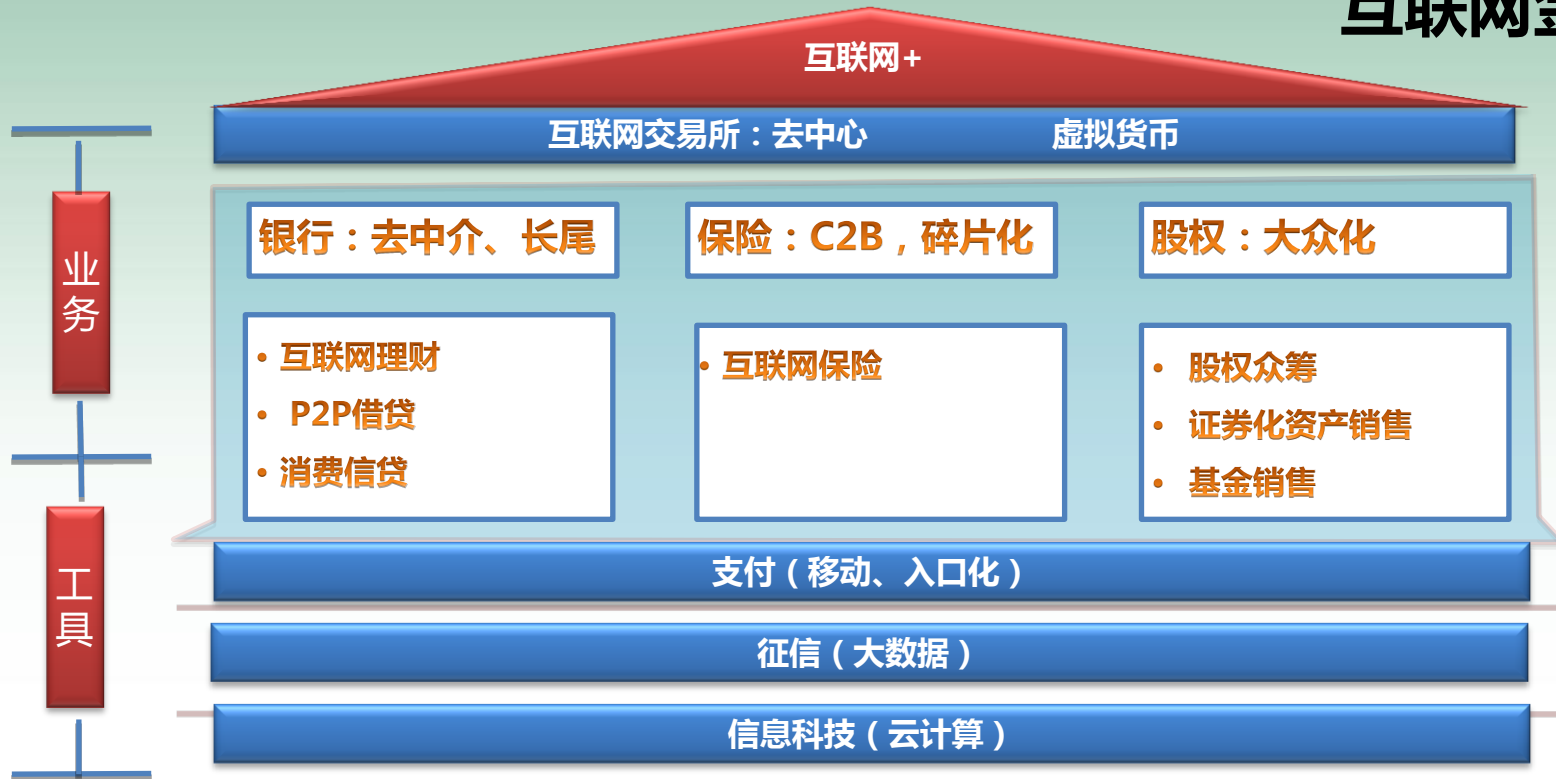 互联网金
互联网+
互联网交易所：去中心 虚拟货币
业务
银行：去中介、长尾
保险：C2B，碎片化
股权：大众化
• 互联网理财
• P2P借贷
• 消费信贷
• 互联网保险
• 股权众筹
• 证券化资产销售
• 基金销售
工具
支付（移动、入口化）
征信（大数据）
信息科技（云计算）